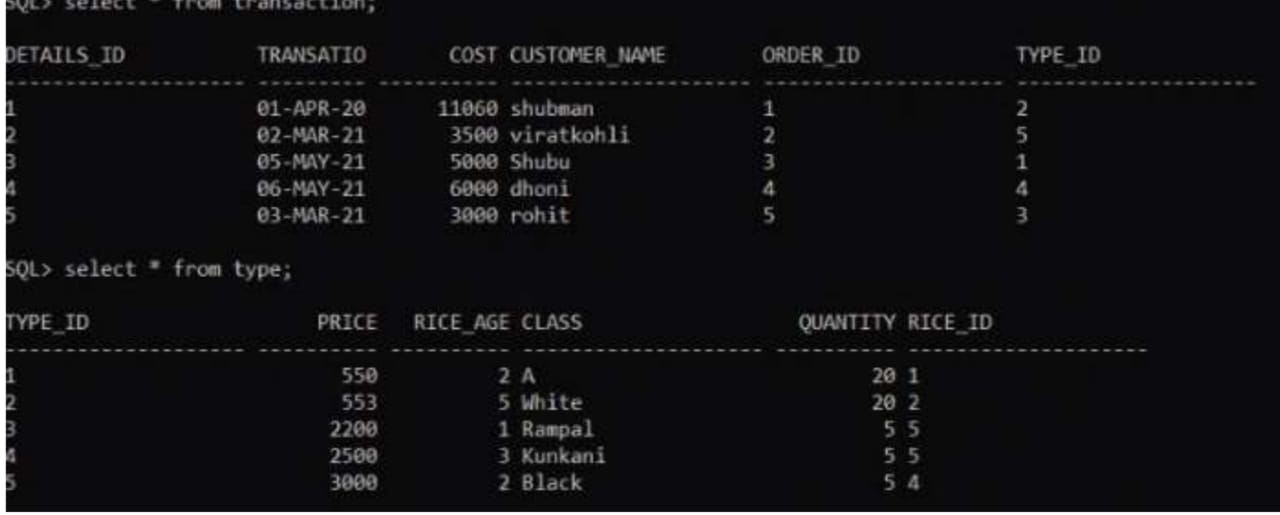 SQL> select * from transaction;
DETAILS_ID TRANSATIO COST CUSTOMER_NAME ORDER_ID TYPE_ID
-------------------- --------- ---------- -------------------- -------------------- --------------------
1 01-APR-20 11060 shubman 1 2
2 02-MAR-21 3500 viratkohli 2 5
3 05-MAY-21 5000 Shubu 3 1
4 06-MAY-21 6000 dhoni 4 4
5 03-MAR-21 3000 rohit 5 3
SQL> select * from type;
TYPE_ID PRICE RICE_AGE CLASS QUANTITY RICE_ID
-------------------- ---------- ---------- -------------------- ---------- --------------------
1 550 2 A 20 1
2 553 5 White 20 2
3 2200 1 Rampal 5 5
4 2500 3 Kunkani 5 5
5 3000 2 Black 5 4